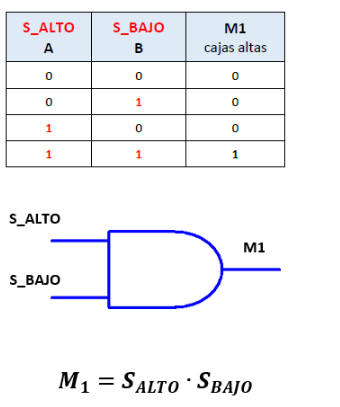 S_ALTO S_BAJO M1
A B cajas altas
0 0 0
0 1 0
1 0 0
1 1 1
S_ALTO
M1
S_BAJO
M₁ = S_ALTO · S_BAJO